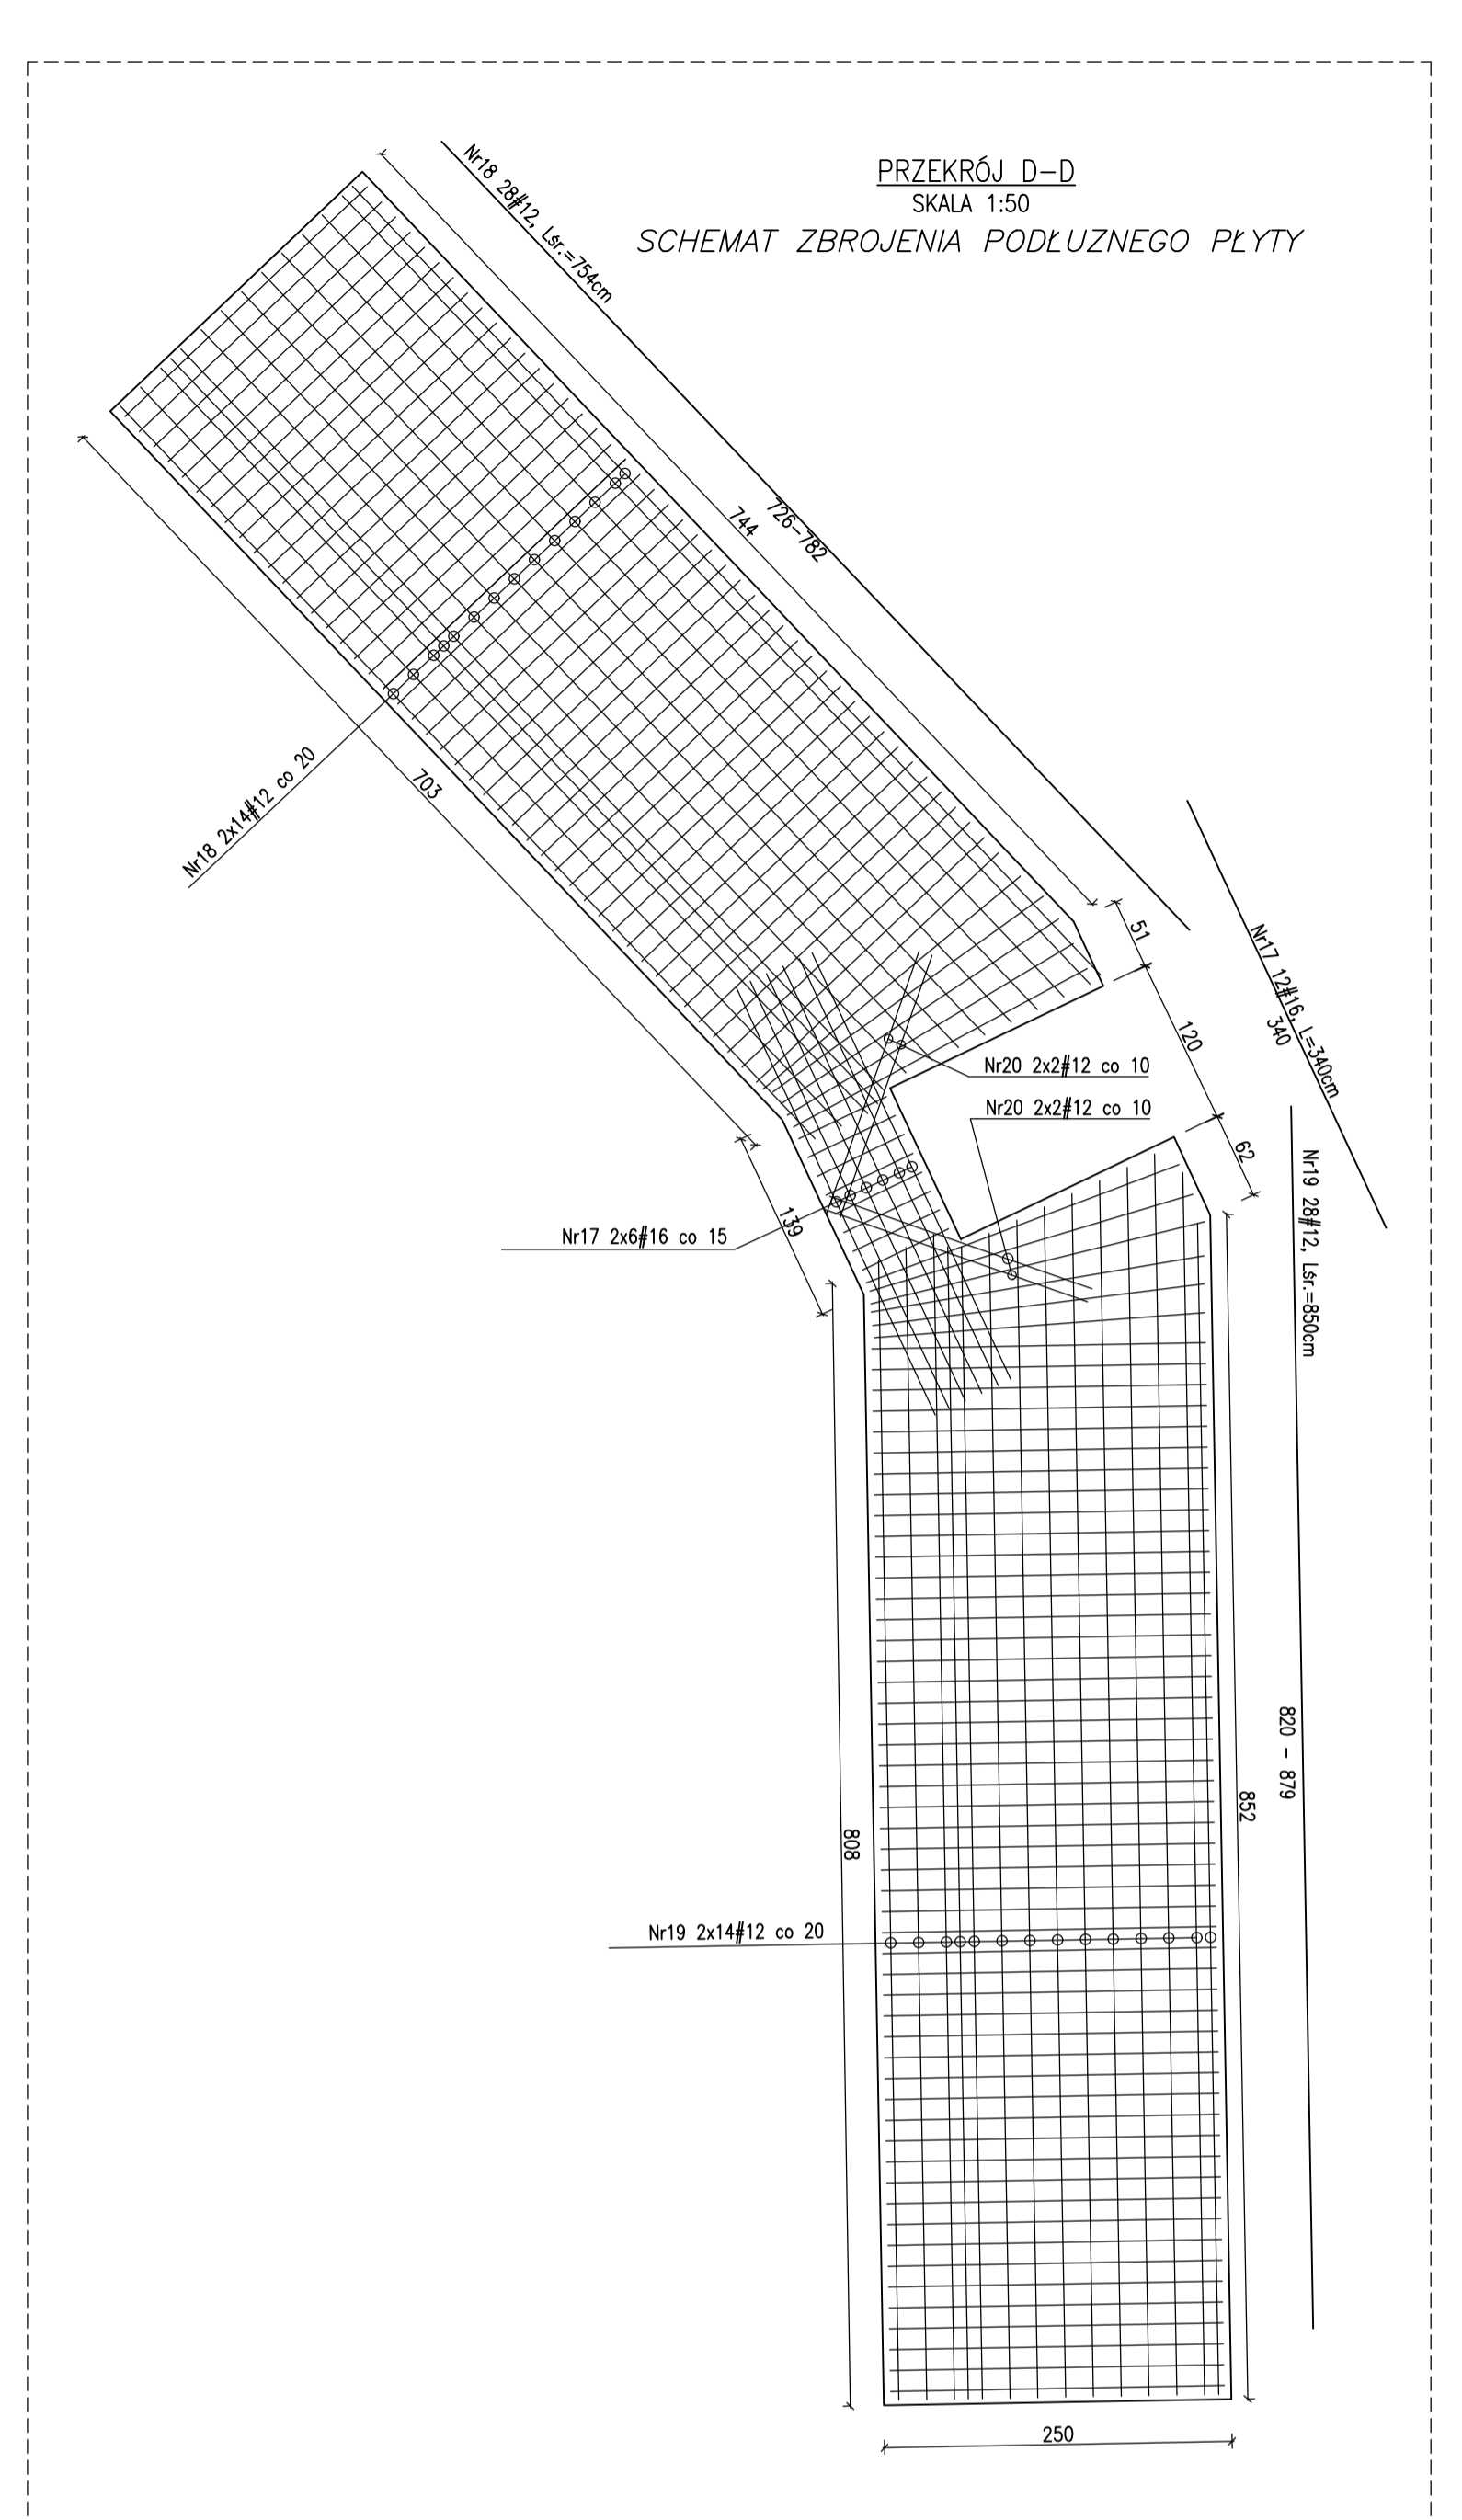 PRZEKRÓJ D-D
SKALA 1:50
SCHEMAT ZBROJENIA PODŁUZNEGO PŁYTY
Nr18 28#12, Lśr.=754cm
726-782
744
703
Nr18 2x14#12 co 20
51
120
62
Nr17 12#16, L=340cm
340
Nr20 2x2#12 co 10
Nr20 2x2#12 co 10
139
Nr17 2x6#16 co 15
Nr19 28#12, Lśr.=850cm
820 - 879
852
808
Nr19 2x14#12 co 20
250